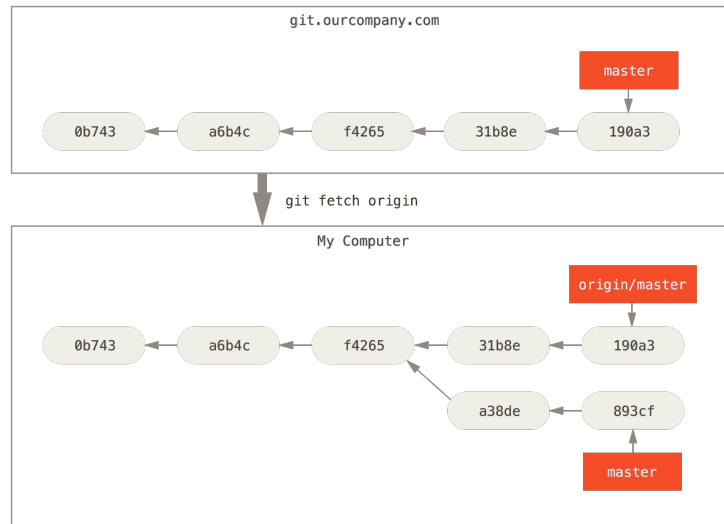 git.ourcompany.com
master
0b743 a6b4c f4265 31b8e 190a3
git fetch origin
My Computer
origin/master
0b743 a6b4c f4265 31b8e 190a3
a38de 893cf
master